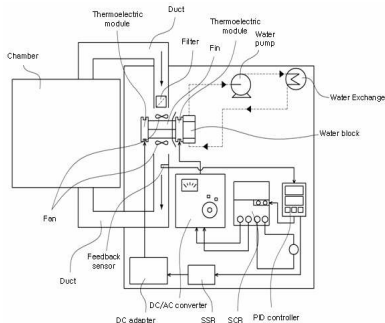 Thermoelectric
module
Duct
Thermoelectric
module
Filter
Fin
Water
pump
Chamber
Water Exchange
Water block
Fan
Feedback
sensor
Duct
DC/AC converter
DC adapter
SSR
SCR
PID controller